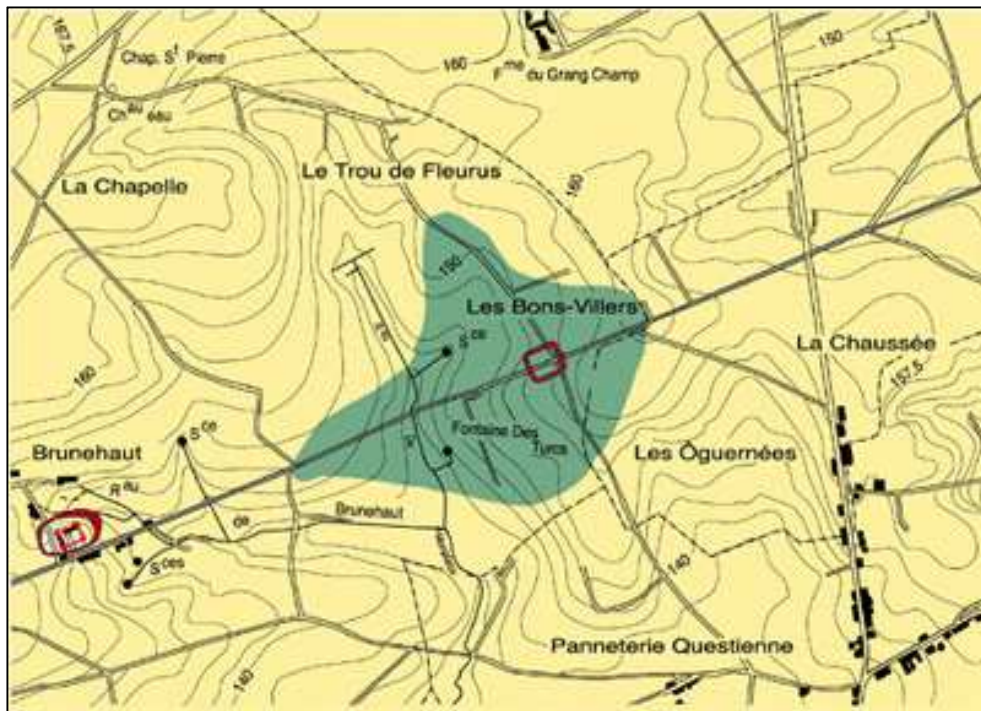 167,5
Chap. Sᵗ Pierre
160
150
Fᵐᵉ du Grang Champ
Chᵃᵘ eau
Le Trou de Fleurus
La Chapelle
160
150
Les Bons-Villers
La Chaussée
Sᶜᵉ
157,5
160
Fontaine Des
Turcs
Brunehaut
Sᶜᵉ
Les Ôguernées
Rᵃᵘ
Brunehaut
de
Sᶜᵉˢ
140
Panneterie Questienne
140